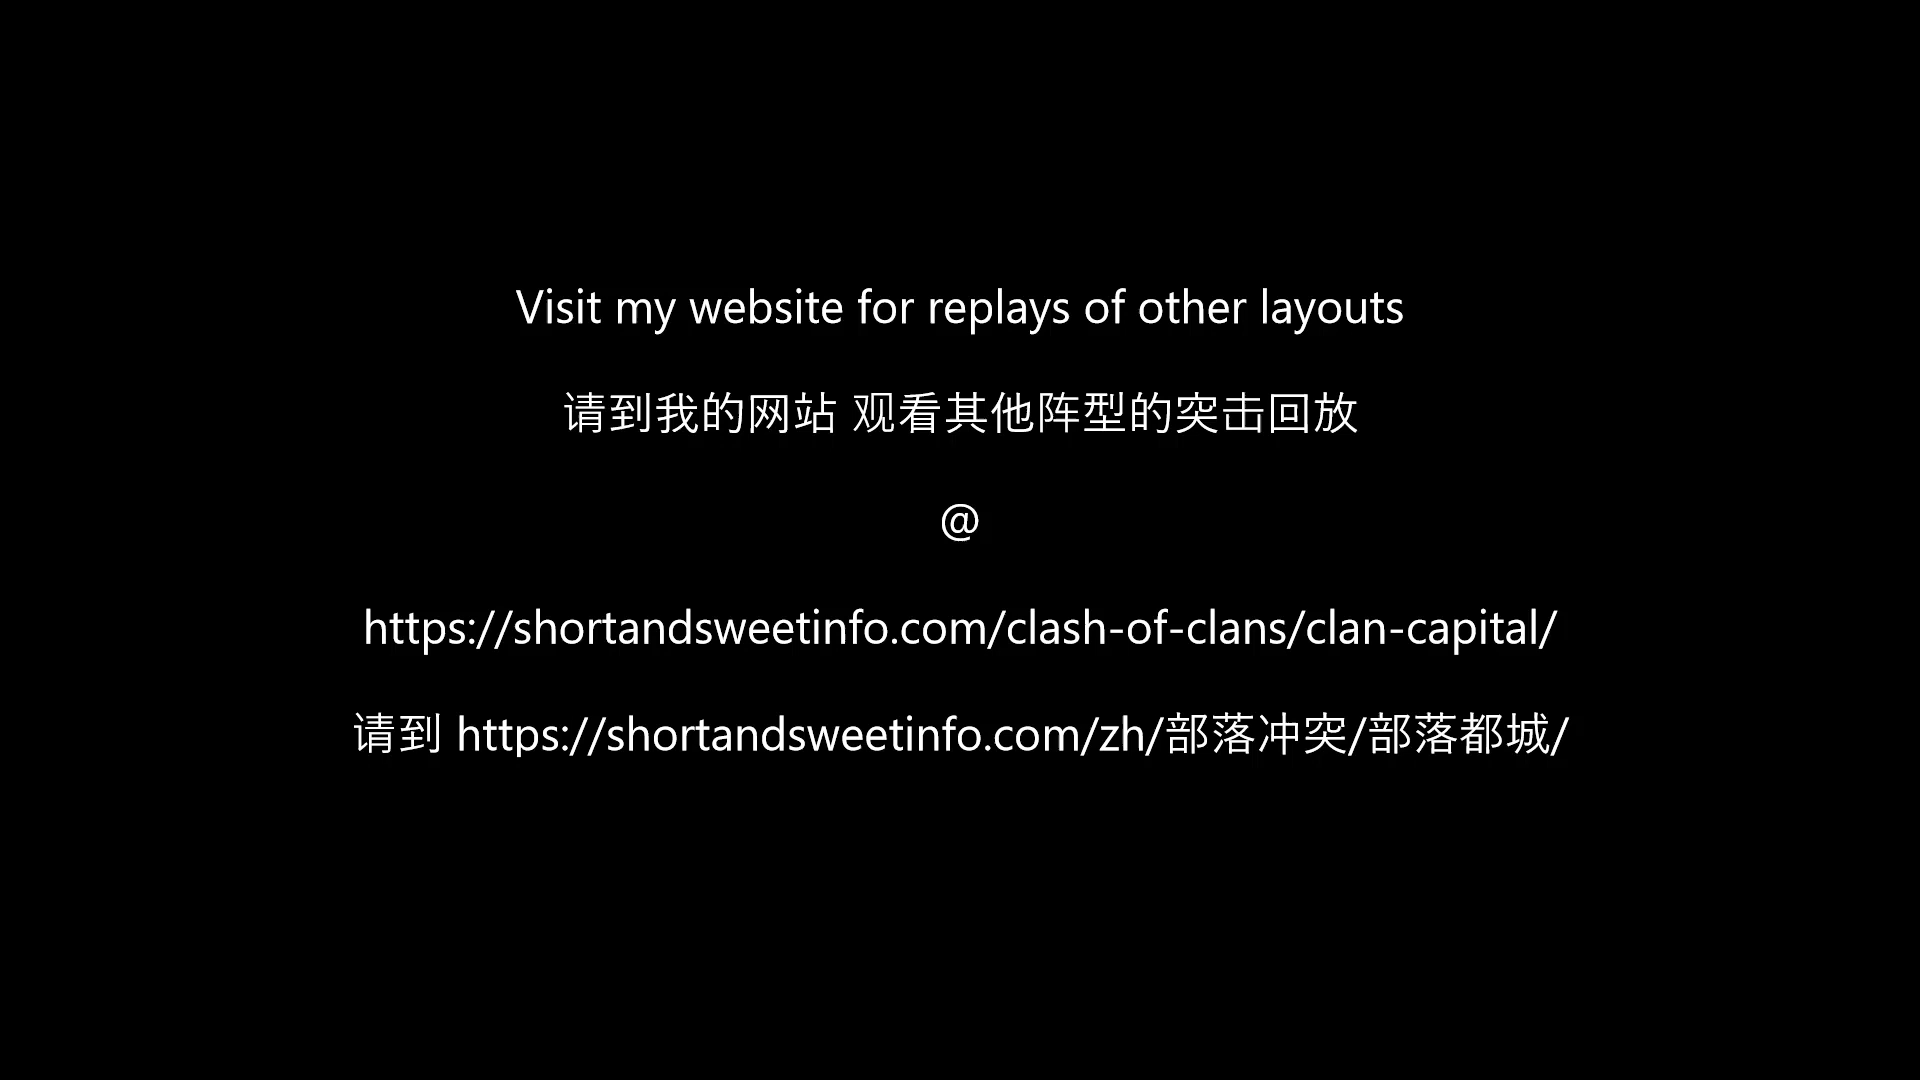 Visit my website for replays of other layouts
请到我的网站 观看其他阵型的突击回放
@
https://shortandsweetinfo.com/clash-of-clans/clan-capital/
请到 https://shortandsweetinfo.com/zh/部落冲突/部落都城/